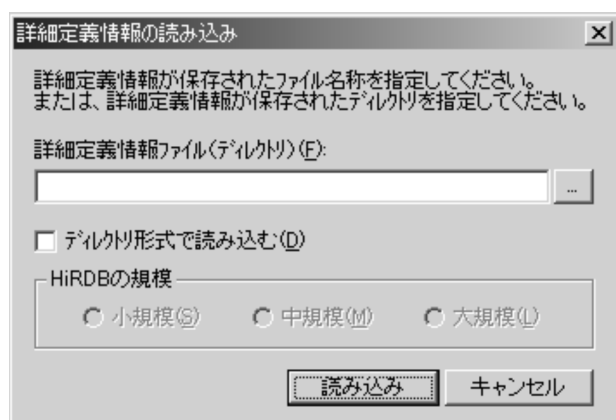 詳細定義情報の読み込み
詳細定義情報が保存されたファイル名称を指定してください。
または、詳細定義情報が保存されたディレクトリを指定してください。
詳細定義情報ファイル(ディレクトリ)(F):
...
ディレクトリ形式で読み込む(D)
HiRDBの規模
小規模(S) 中規模(M) 大規模(L)
読み込み キャンセル